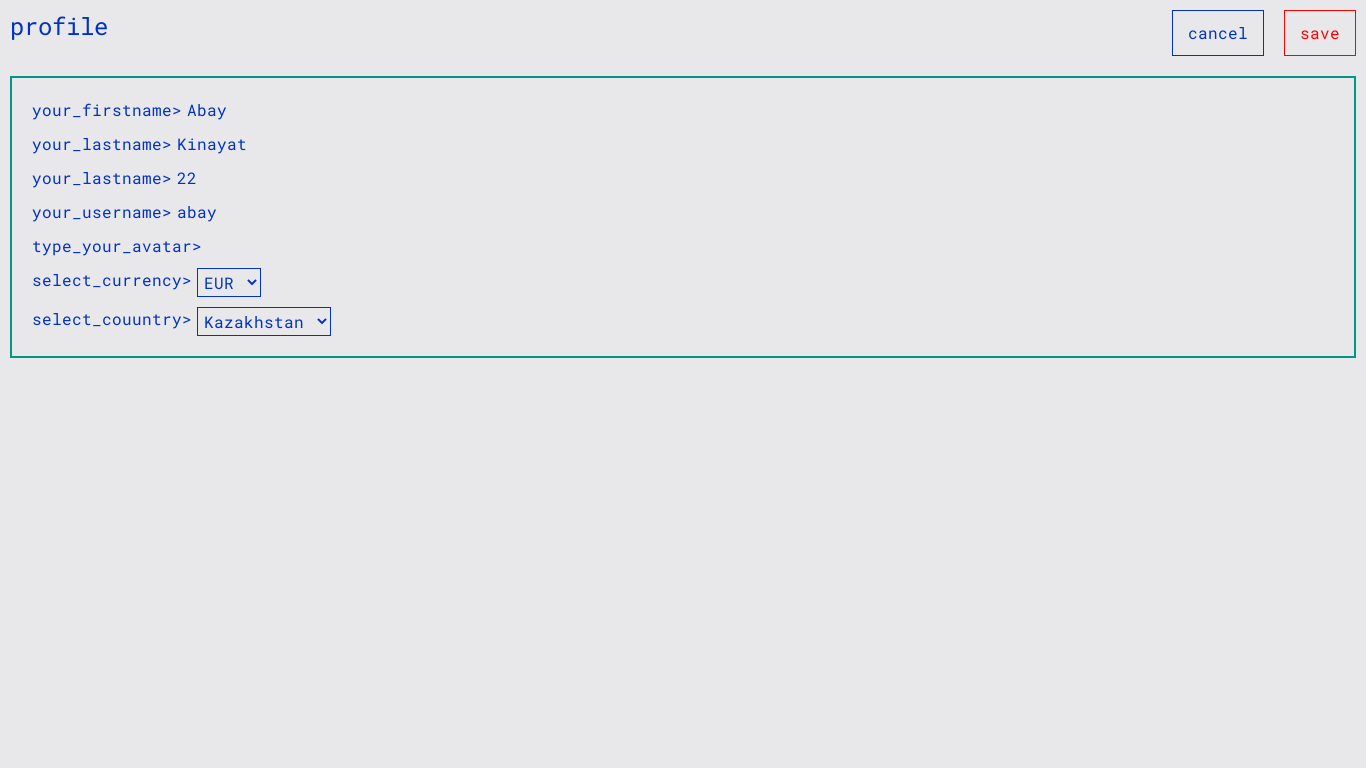 profile
cancel
save
your_firstname> Abay
your_lastname> Kinayat
your_lastname> 22
your_username> abay
type_your_avatar>
select_currency> EUR
select_couuntry> Kazakhstan